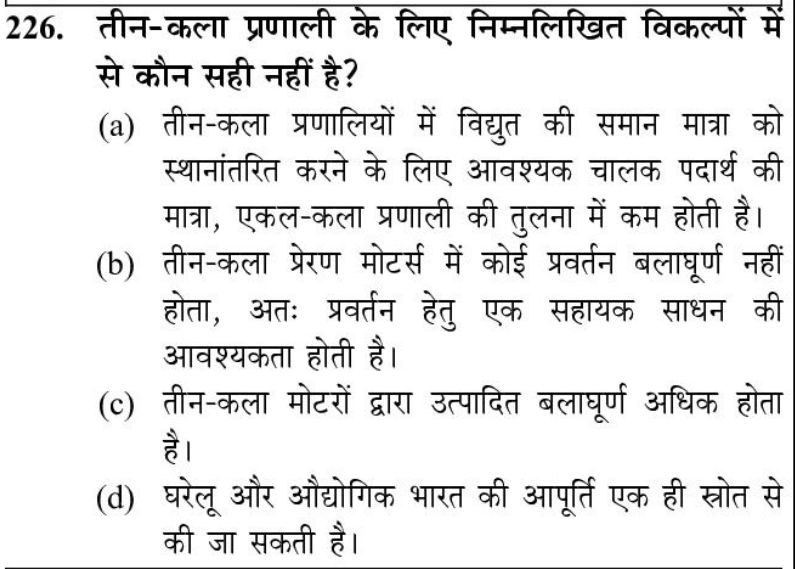 226. तीन-कला प्रणाली के लिए निम्नलिखित विकल्पों में
से कौन सही नहीं है?
(a) तीन-कला प्रणालियों में विद्युत की समान मात्रा को
स्थानांतरित करने के लिए आवश्यक चालक पदार्थ की
मात्रा, एकल-कला प्रणाली की तुलना में कम होती है।
(b) तीन-कला प्रेरण मोटर्स में कोई प्रवर्तन बलाघूर्ण नहीं
होता, अतः प्रवर्तन हेतु एक सहायक साधन की
आवश्यकता होती है।
(c) तीन-कला मोटरों द्वारा उत्पादित बलाघूर्ण अधिक होता
है।
(d) घरेलू और औद्योगिक भारत की आपूर्ति एक ही स्त्रोत से
की जा सकती है।